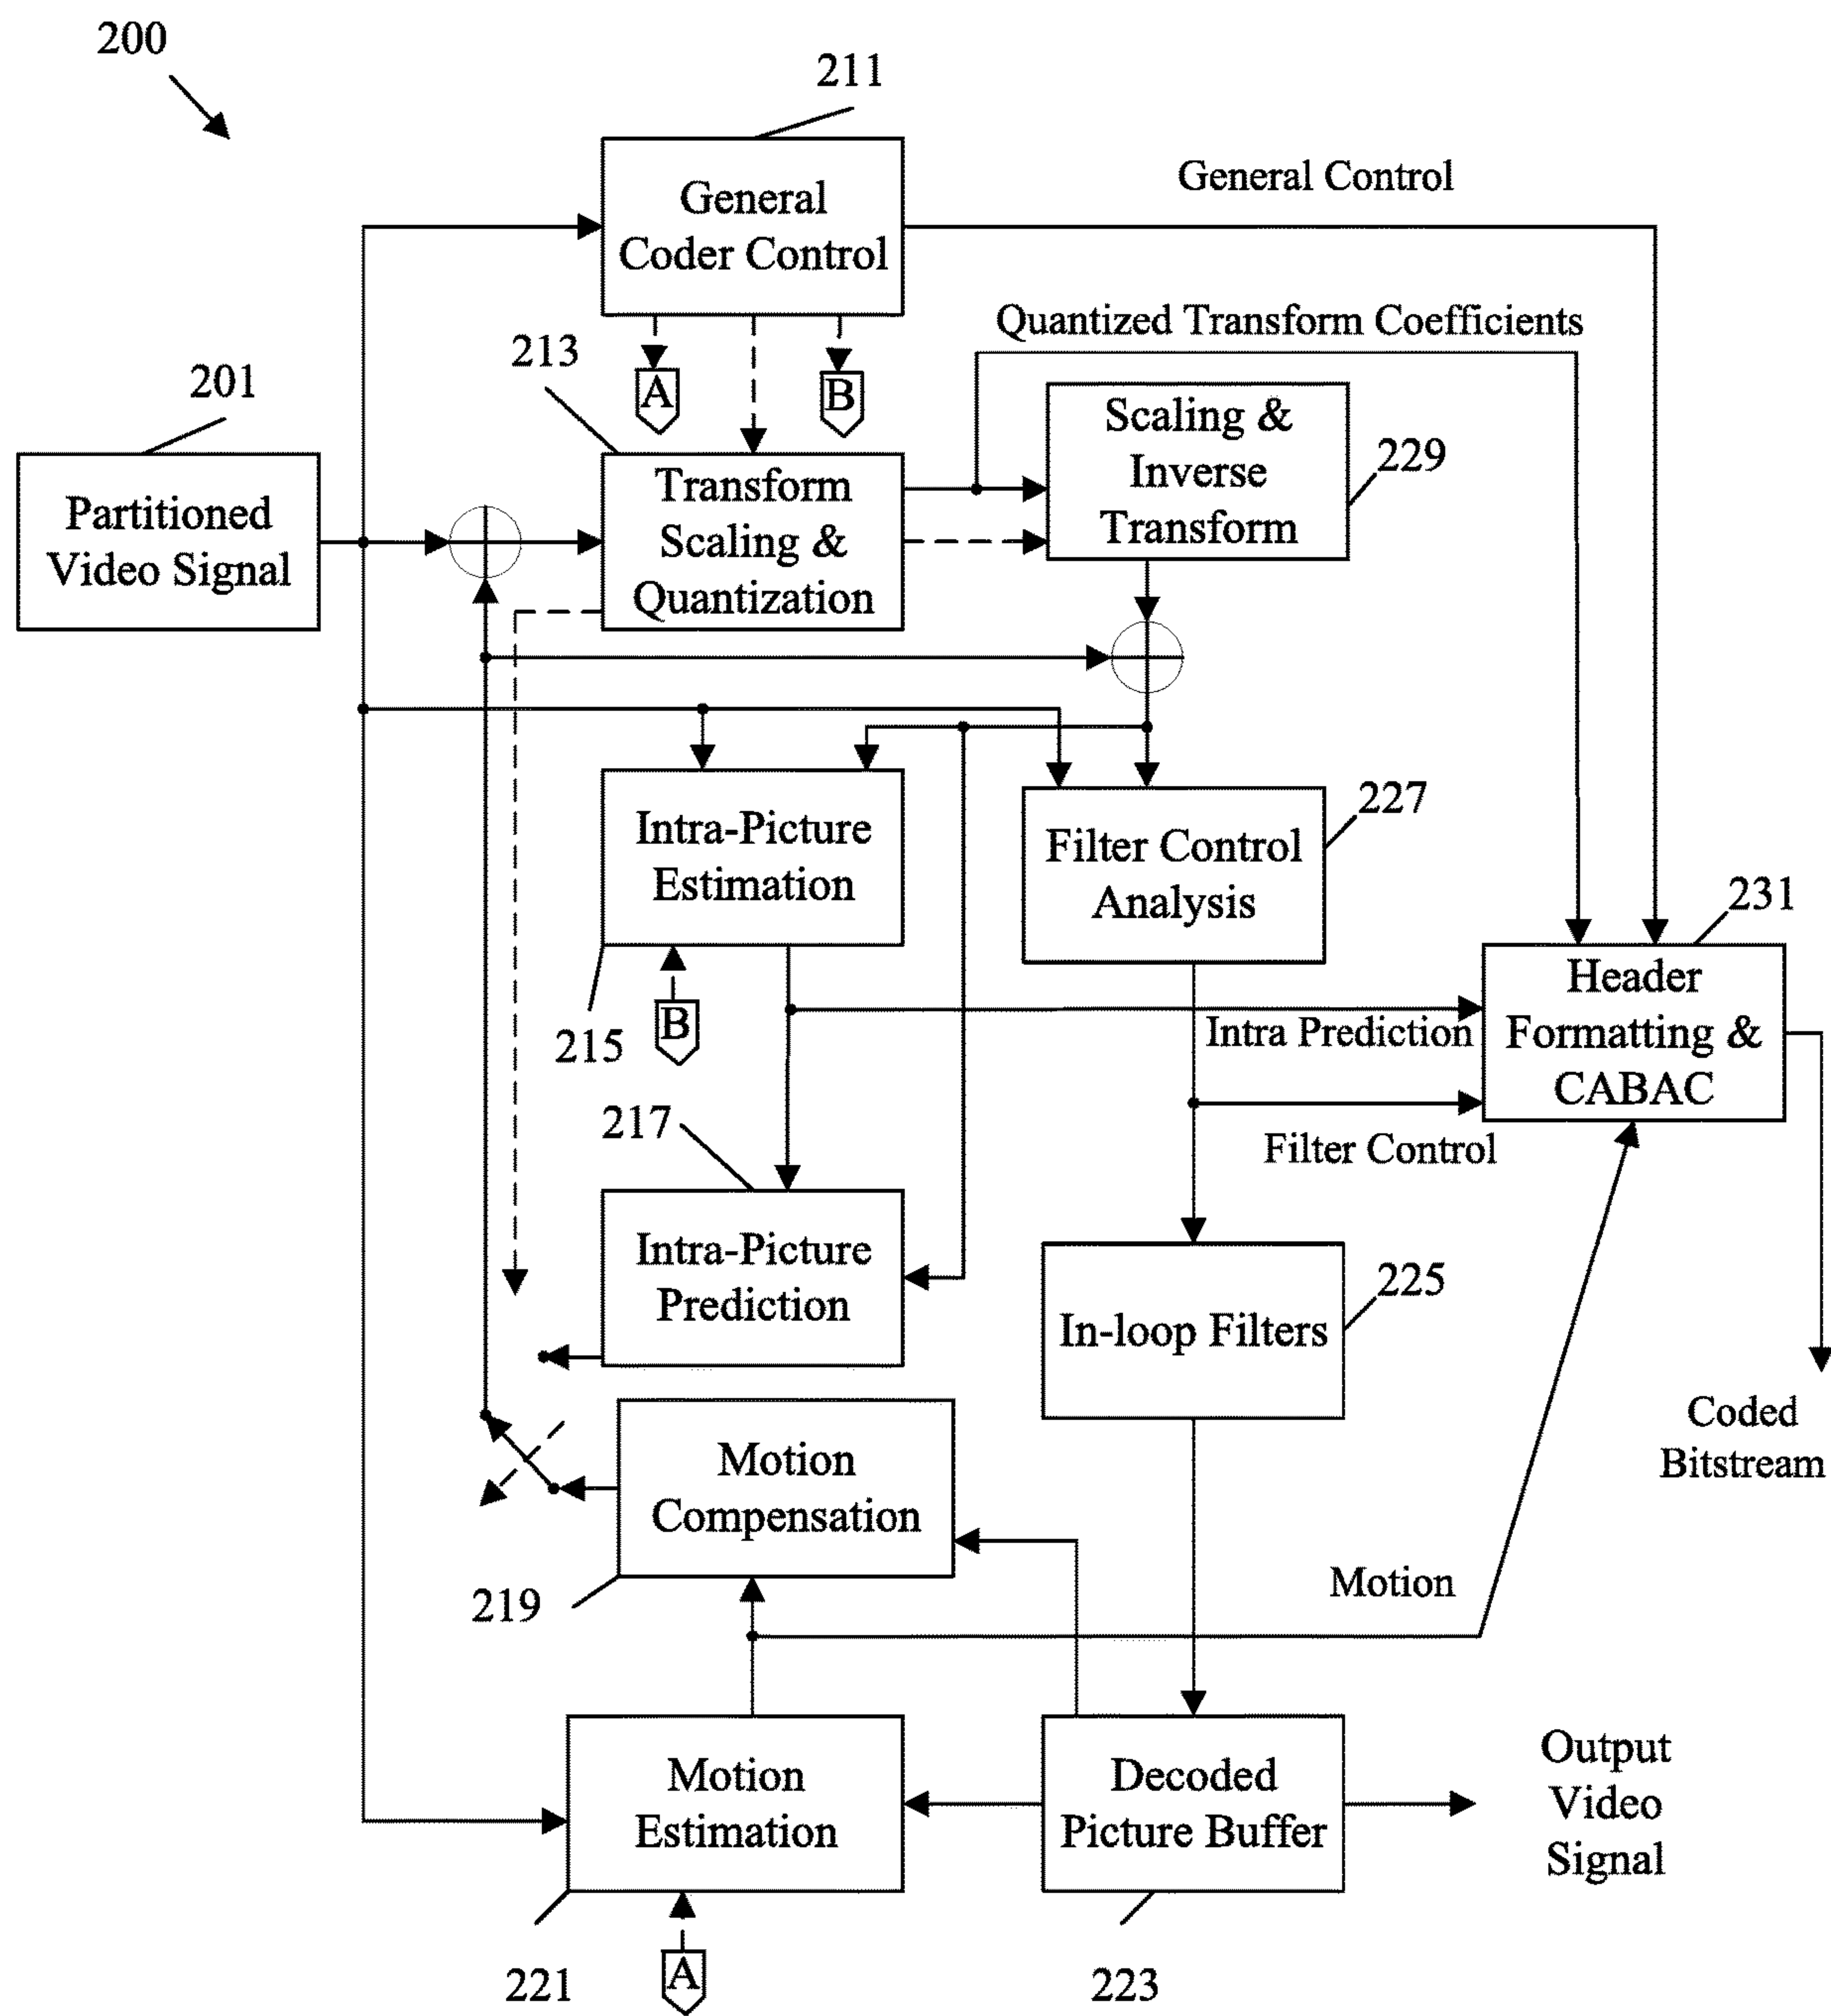 200
211
General
Coder Control
General Control
Quantized Transform Coefficients
213
A
B
201
Partitioned
Video Signal
Transform
Scaling &
Quantization
Scaling &
Inverse
Transform
229
Intra-Picture
Estimation
215
B
227
Filter Control
Analysis
231
Header
Formatting &
CABAC
Intra Prediction
Filter Control
217
Intra-Picture
Prediction
225
In-loop Filters
Coded
Bitstream
Motion
Compensation
219
Motion
Motion
Estimation
221
A
Decoded
Picture Buffer
223
Output
Video
Signal